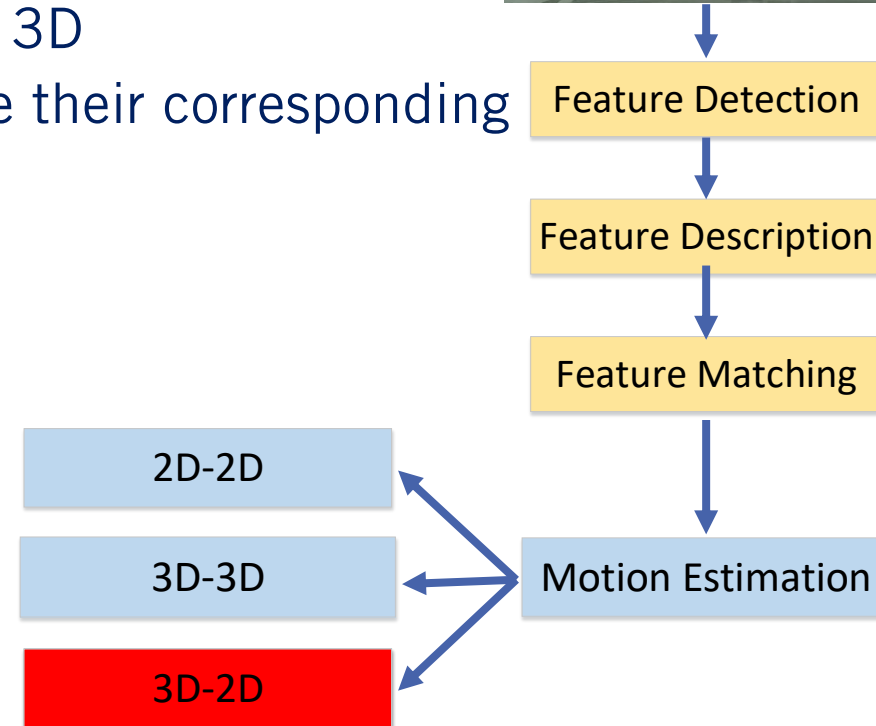 3D
their corresponding
Feature Detection
Feature Description
Feature Matching
2D-2D
3D-3D
Motion Estimation
3D-2D